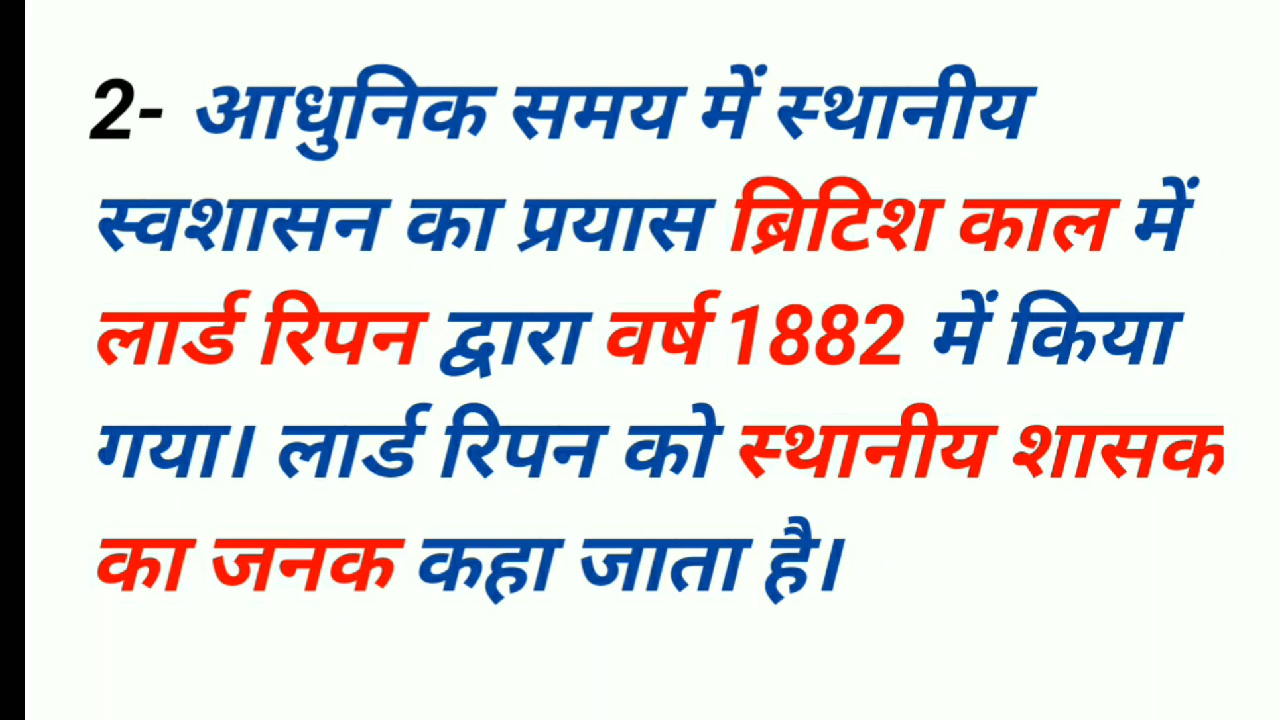 2- आधुनिक समय में स्थानीय
स्वशासन का प्रयास ब्रिटिश काल में
लार्ड रिपन द्वारा वर्ष 1882 में किया
गया। लार्ड रिपन को स्थानीय शासक
का जनक कहा जाता है।